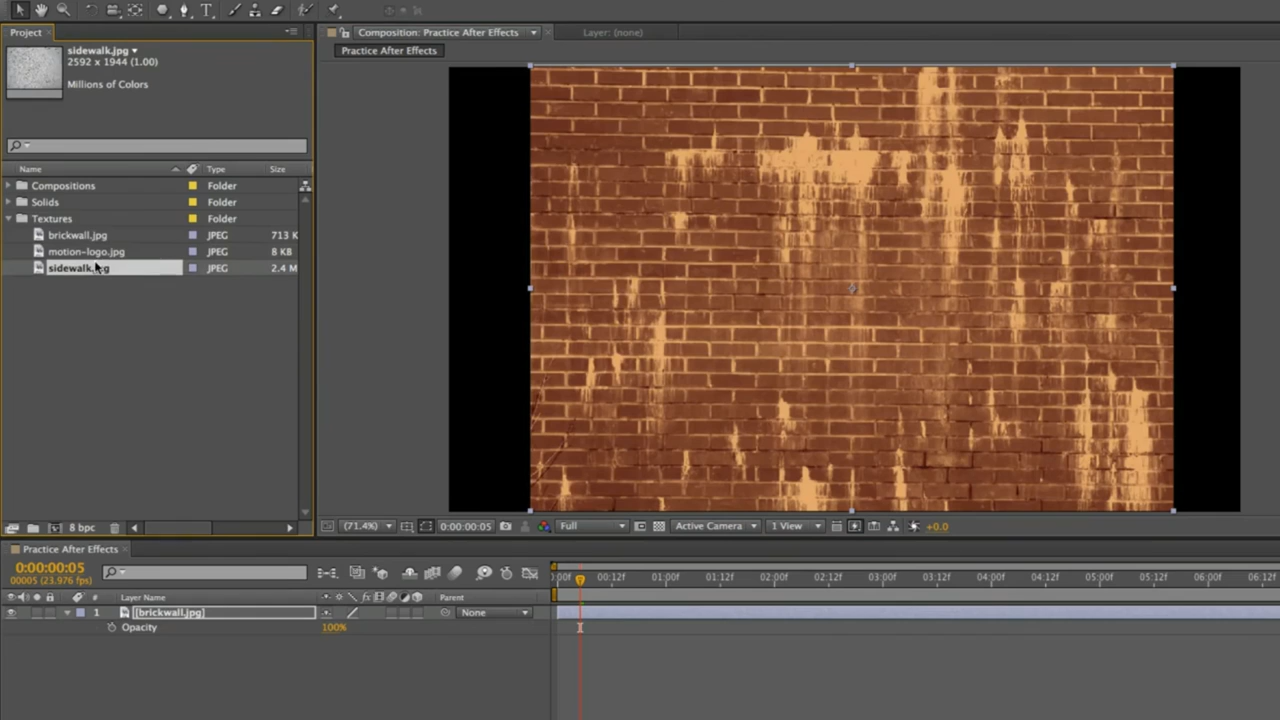 Project
Composition: Practice After Effects
Layer: (none)
sidewalk.jpg
2592 x 1944 (1.00)
Millions of Colors
Practice After Effects
Name Type Size
Compositions Folder
Solids Folder
Textures Folder
brickwall.jpg JPEG 713 K
motion-logo.jpg JPEG 8 KB
JPEG 2.4 M
8 bpc
(71.4%) 0:00:00:05 Full Active Camera 1 View +0.0
Practice After Effects
0:00:00:05
00005 (23.976 fps)
:00f 00:12f 01:00f 01:12f 02:00f 02:12f 03:00f 03:12f 04:00f 04:12f 05:00f 05:12f 06:00f 06:12f
# Layer Name fx Parent
1 [brickwall.jpg] None
Opacity 100%